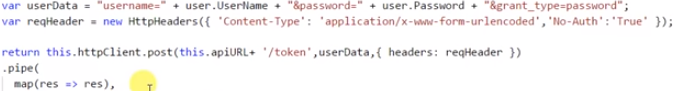 var userData = "username=" + user.UserName + "&password=" + user.Password + "&grant_type=password";
var reqHeader = new HttpHeaders({ 'Content-Type': 'application/x-www-form-urlencoded','No-Auth':'True' });
return this.httpClient.post(this.apiURL+ '/token',userData,{ headers: reqHeader })
.pipe(
map(res => res),